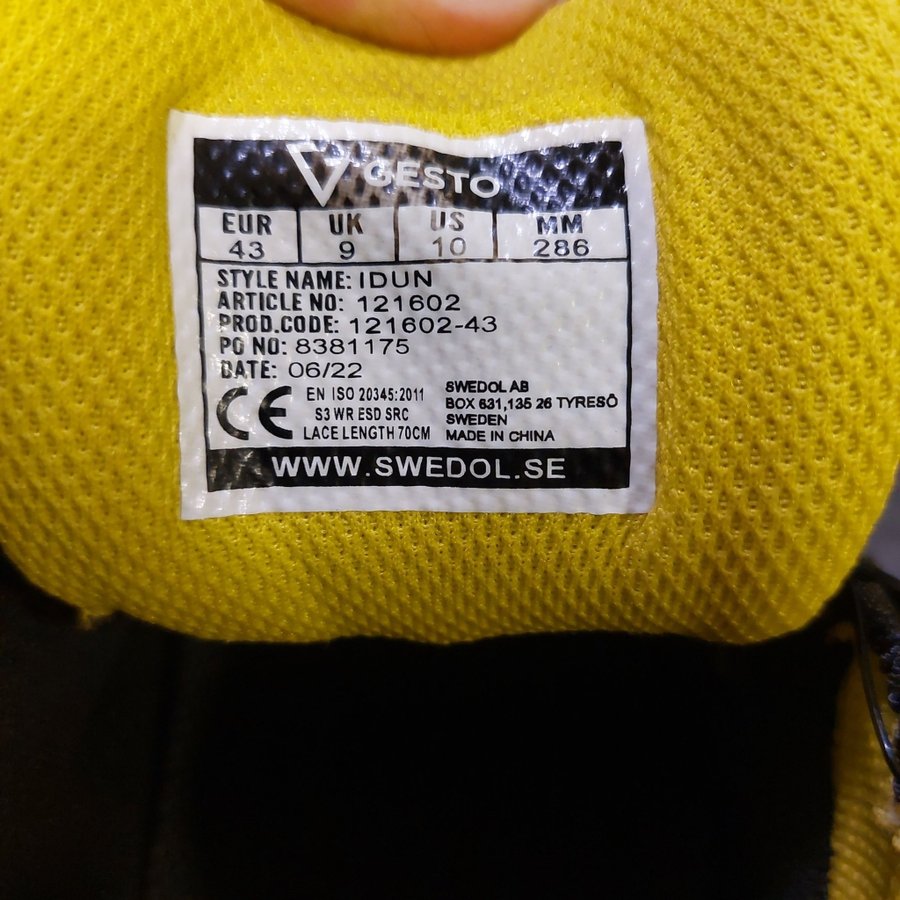 GESTO
EUR UK US MM
43 9 10 286
STYLE NAME: IDUN
ARTICLE NO: 121602
PROD.CODE: 121602-43
PO NO: 8381175
DATE: 06/22
CE
EN ISO 20345:2011
S3 WR ESD SRC
LACE LENGTH 70CM
SWEDOL AB
BOX 631,135 26 TYRESÖ
SWEDEN
MADE IN CHINA
WWW.SWEDOL.SE